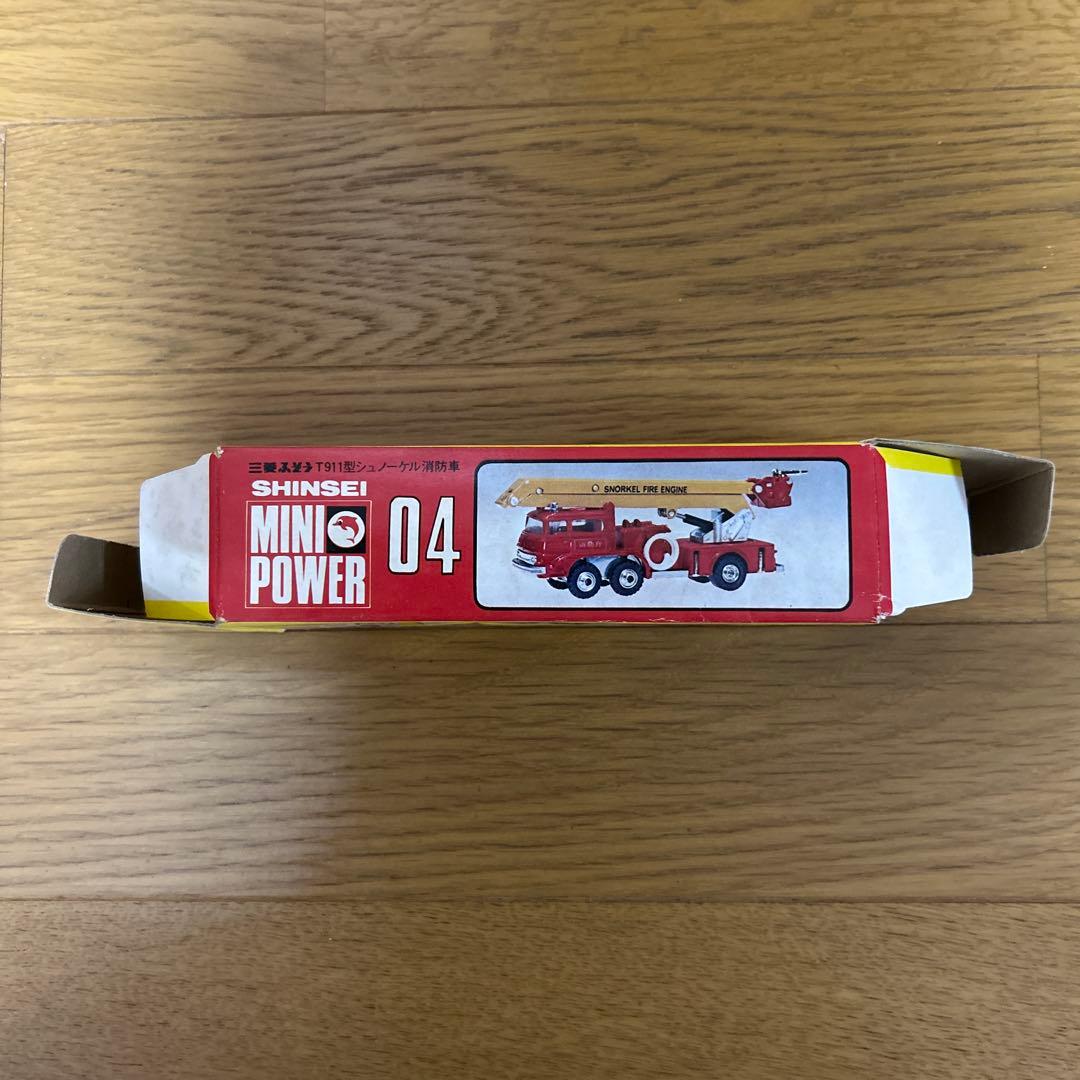 三菱ふそう T911型シュノーケル消防車
SHINSEI
MINI
POWER
04
SNORKEL FIRE ENGINE